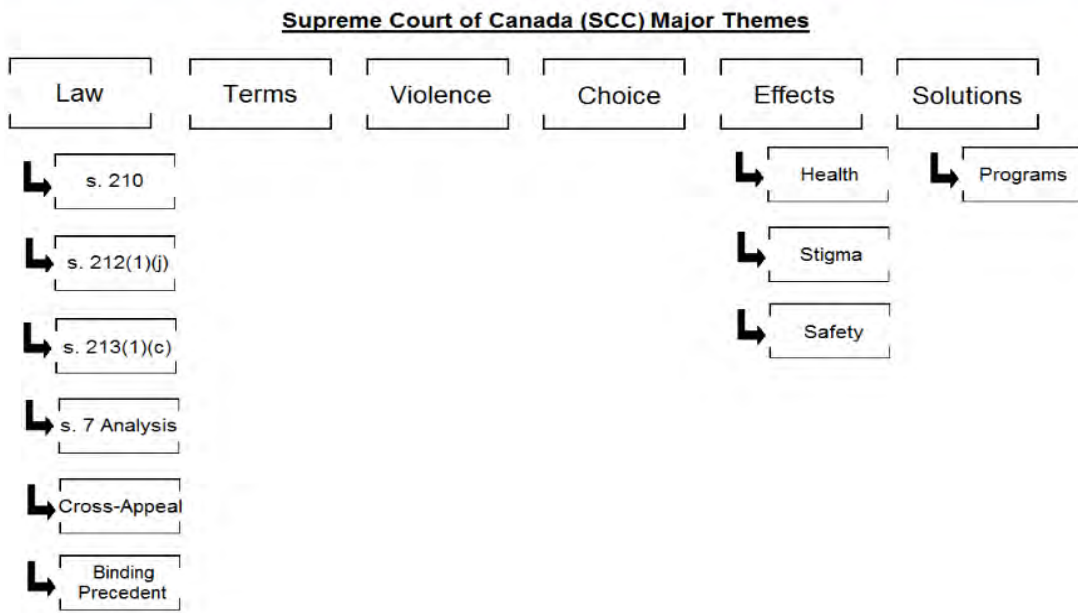 Supreme Court of Canada (SCC) Major Themes
Law
Terms
Violence
Choice
Effects
Solutions
s. 210
s. 212(1)(j)
s. 213(1)(c)
s. 7 Analysis
Cross-Appeal
Binding
Precedent
Health
Stigma
Safety
Programs